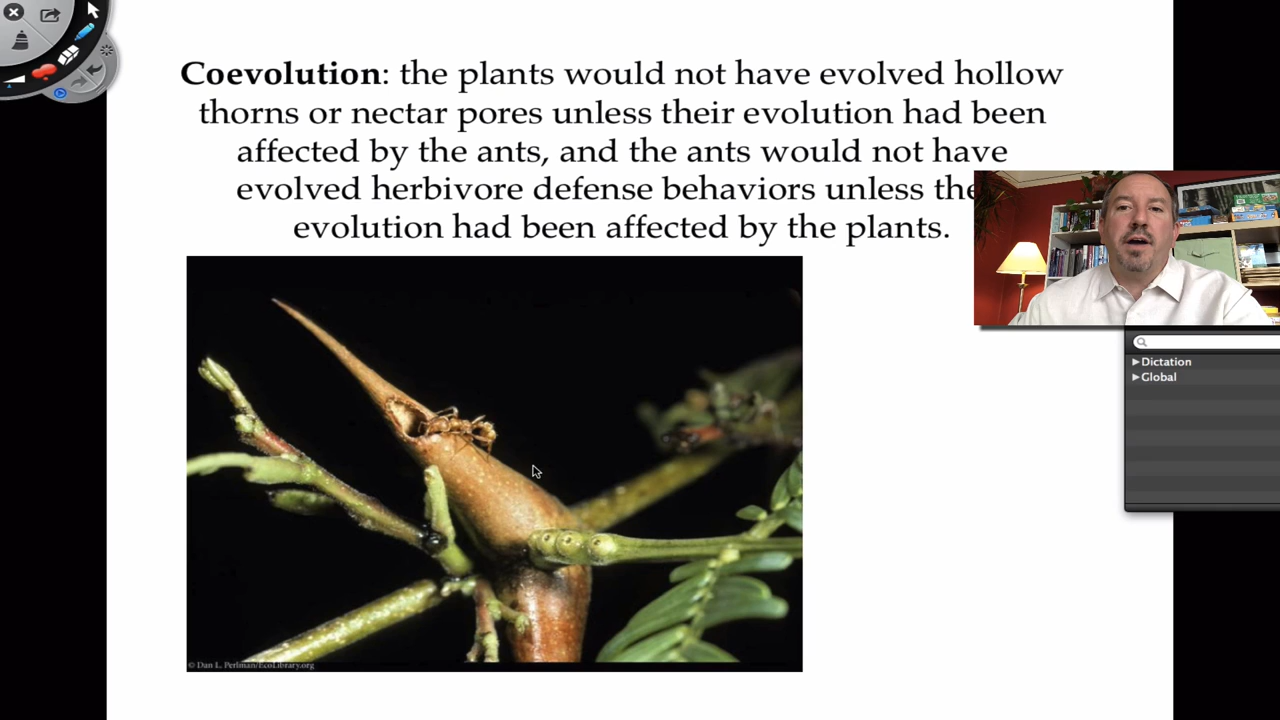 Coevolution: the plants would not have evolved hollow
thorns or nectar pores unless their evolution had been
affected by the ants, and the ants would not have
evolved herbivore defense behaviors unless the
evolution had been affected by the plants.
Dictation
Global
© Dan L. Perlman/EcoLibrary.org